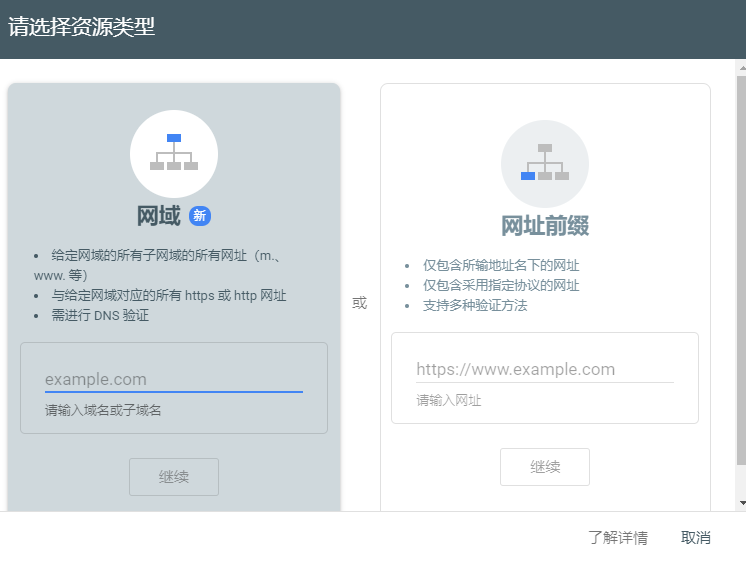 请选择资源类型
网域 新
• 给定网域的所有子网域的所有网址（m.、
www. 等）
• 与给定网域对应的所有 https 或 http 网址
• 需进行 DNS 验证
example.com
请输入域名或子域名
继续
或
网址前缀
• 仅包含所输地址名下的网址
• 仅包含采用指定协议的网址
• 支持多种验证方法
https://www.example.com
请输入网址
继续
了解详情 取消